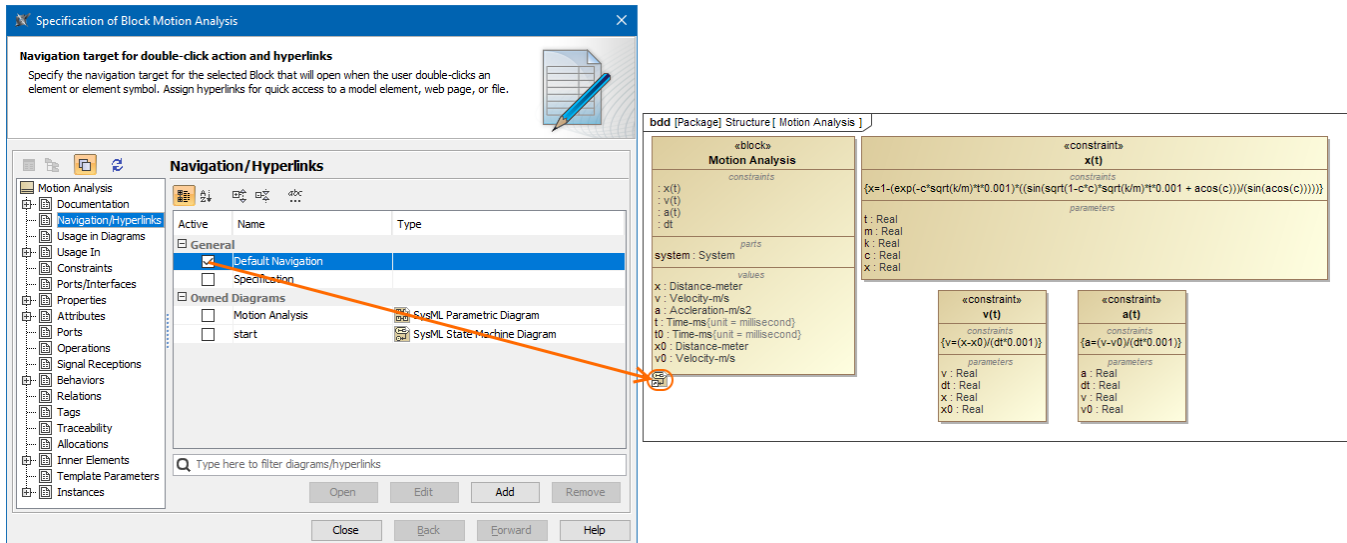 Specification of Block Motion Analysis
Navigation target for double-click action and hyperlinks
Specify the navigation target for the selected Block that will open when the user double-clicks an
element or element symbol. Assign hyperlinks for quick access to a model element, web page, or file.
Motion Analysis
Documentation
Navigation/Hyperlinks
Usage in Diagrams
Usage In
Constraints
Ports/Interfaces
Properties
Attributes
Ports
Operations
Signal Receptions
Behaviors
Relations
Tags
Traceability
Allocations
Inner Elements
Template Parameters
Instances
Navigation/Hyperlinks
Active Name Type
General
Default Navigation
Specification
Owned Diagrams
Motion Analysis SysML Parametric Diagram
start SysML State Machine Diagram
Type here to filter diagrams/hyperlinks
Open Edit Add Remove
Close Back Forward Help
bdd [Package] Structure [ Motion Analysis ]
«block»
Motion Analysis
constraints
: x(t)
: v(t)
: a(t)
: dt
parts
system : System
values
x : Distance-meter
v : Velocity-m/s
a : Accleration-m/s2
t : Time-ms{unit = millisecond}
t0 : Time-ms{unit = millisecond}
x0 : Distance-meter
v0 : Velocity-m/s
«constraint»
x(t)
constraints
{x=1-(exp(-c*sqrt(k/m)*t*0.001)*((sin(sqrt(1-c*c)*sqrt(k/m)*t*0.001 + acos(c)))/(sin(acos(c)))))}
parameters
t : Real
m : Real
k : Real
c : Real
x : Real
«constraint»
v(t)
constraints
{v=(x-x0)/(dt*0.001)}
parameters
v : Real
dt : Real
x : Real
x0 : Real
«constraint»
a(t)
constraints
{a=(v-v0)/(dt*0.001)}
parameters
a : Real
dt : Real
v : Real
v0 : Real